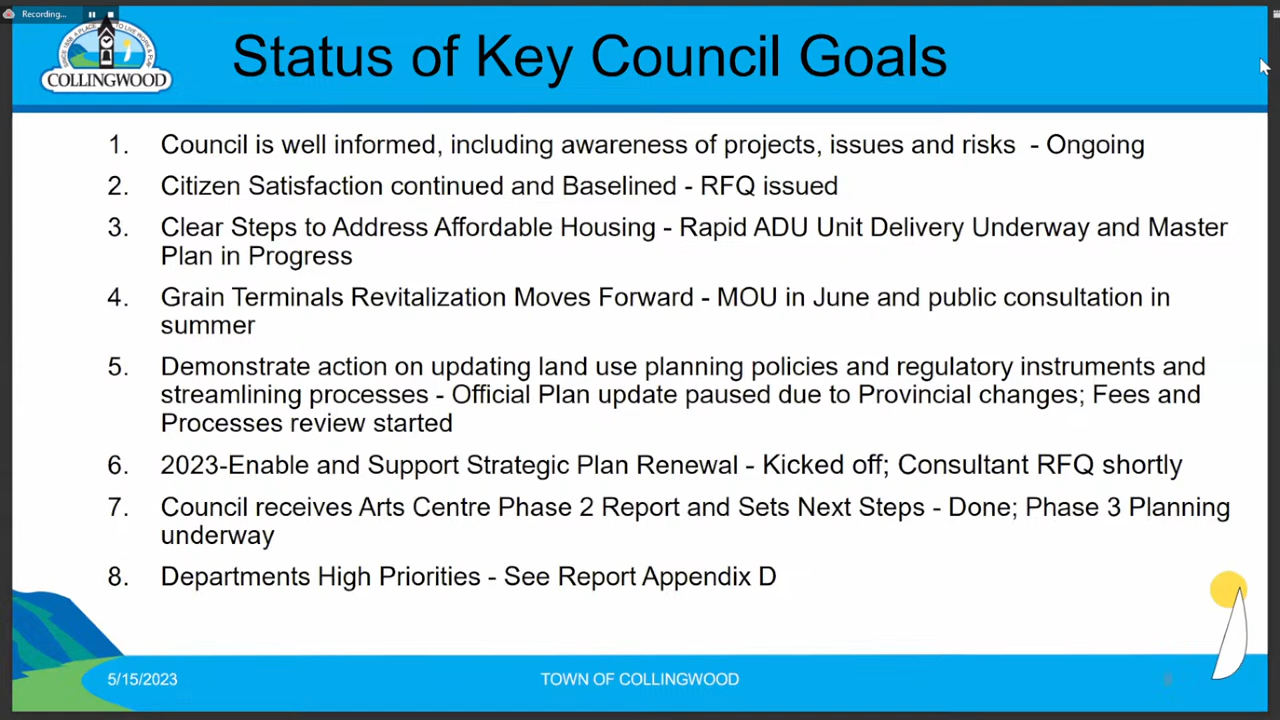 Recording...
COLLINGWOOD
Status of Key Council Goals
1. Council is well informed, including awareness of projects, issues and risks - Ongoing
2. Citizen Satisfaction continued and Baselined - RFQ issued
3. Clear Steps to Address Affordable Housing - Rapid ADU Unit Delivery Underway and Master
Plan in Progress
4. Grain Terminals Revitalization Moves Forward - MOU in June and public consultation in
summer
5. Demonstrate action on updating land use planning policies and regulatory instruments and
streamlining processes - Official Plan update paused due to Provincial changes; Fees and
Processes review started
6. 2023-Enable and Support Strategic Plan Renewal - Kicked off; Consultant RFQ shortly
7. Council receives Arts Centre Phase 2 Report and Sets Next Steps - Done; Phase 3 Planning
underway
8. Departments High Priorities - See Report Appendix D
5/15/2023
TOWN OF COLLINGWOOD